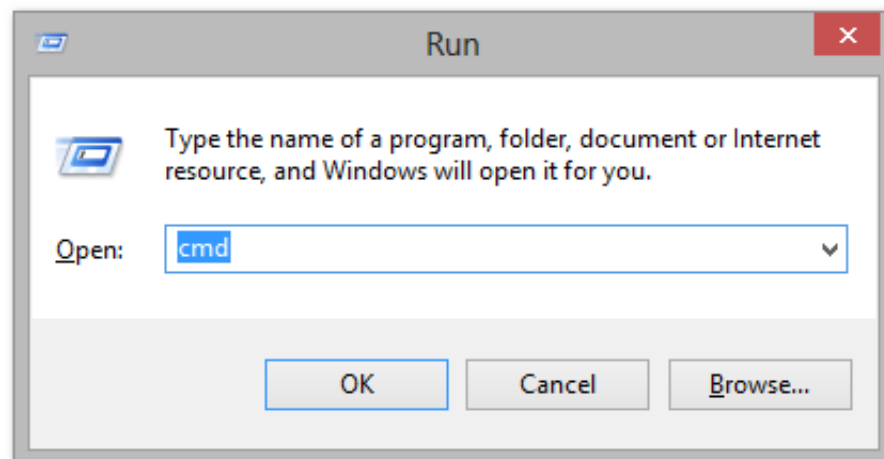 Run
Type the name of a program, folder, document or Internet
resource, and Windows will open it for you.
Open: cmd
OK Cancel Browse...